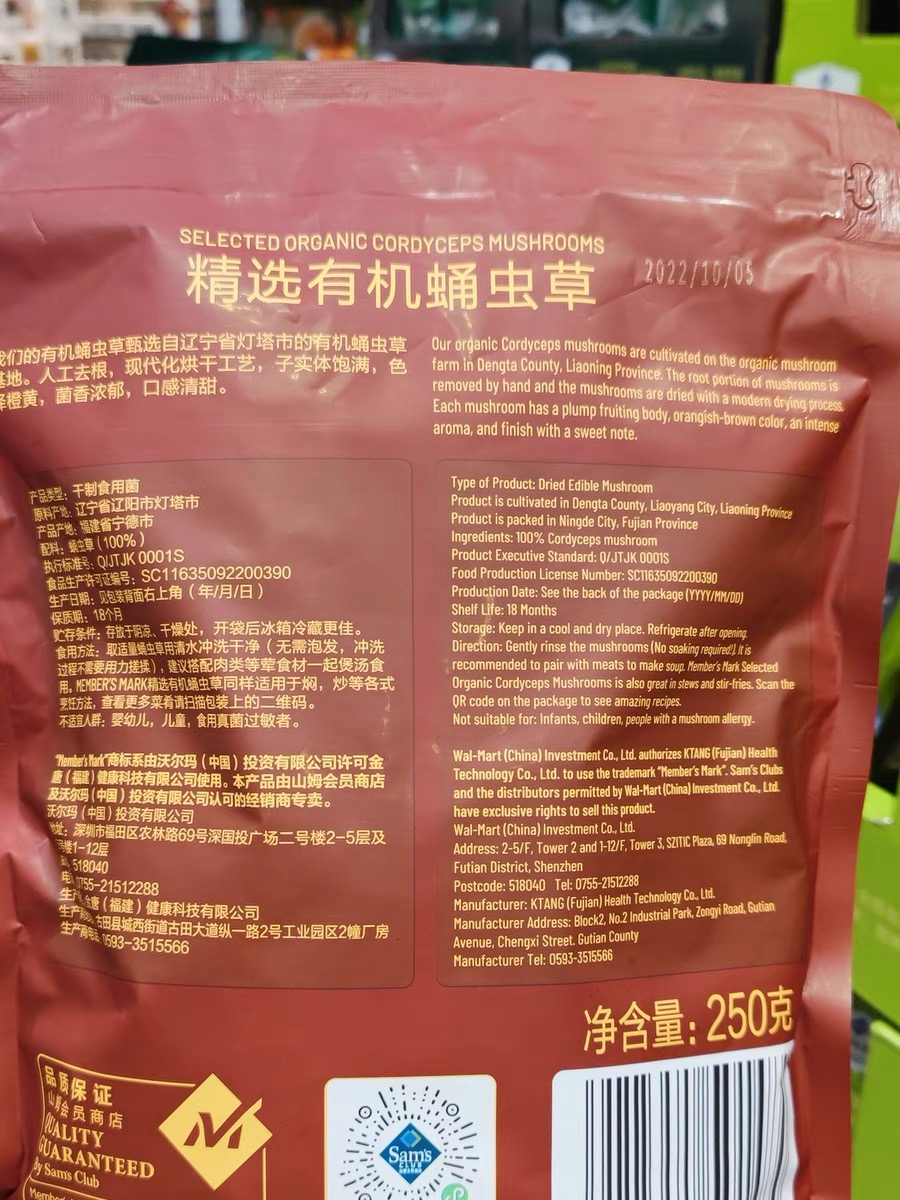 SELECTED ORGANIC CORDYCEPS MUSHROOMS
精选有机蛹虫草
2022/10/05
我们的有机蛹虫草甄选自辽宁省灯塔市的有机蛹虫草
基地。人工去根，现代化烘干工艺，子实体饱满，色
泽橙黄，菌香浓郁，口感清甜。
Our organic Cordyceps mushrooms are cultivated on the organic mushroom
farm in Dengta County, Liaoning Province. The root portion of mushrooms is
removed by hand and the mushrooms are dried with a modern drying process.
Each mushroom has a plump fruiting body, orangish-brown color, an intense
aroma, and finish with a sweet note.
产品类型：干制食用菌
原料产地：辽宁省辽阳市灯塔市
产品产地：福建省宁德市
配料：蛹虫草（100%）
执行标准号：Q/JTJK 0001S
食品生产许可证编号：SC11635092200390
生产日期：见包装背面右上角（年/月/日）
保质期：18个月
贮存条件：存放于阴凉、干燥处，开袋后冰箱冷藏更佳。
食用方法：取适量蛹虫草用清水冲洗干净（无需泡发，冲洗
过程不需要用力搓揉），建议搭配肉类等荤食材一起煲汤食
用。MEMBER'S MARK精选有机蛹虫草同样适用于焖，炒等各式
烹饪方法，查看更多菜肴请扫描包装上的二维码。
不适宜人群：婴幼儿，儿童，食用真菌过敏者。
"Member's Mark"商标系由沃尔玛（中国）投资有限公司许可金
唐（福建）健康科技有限公司使用。本产品由山姆会员商店
及沃尔玛（中国）投资有限公司认可的经销商专卖。
沃尔玛（中国）投资有限公司
地址：深圳市福田区农林路69号深国投广场二号楼2-5层及
楼1-12层
518040
电 0755-21512288
生产 金唐（福建）健康科技有限公司
生产商 古田县城西街道古田大道纵一路2号工业园区2幢厂房
生产商电话 0593-3515566
Type of Product: Dried Edible Mushroom
Product is cultivated in Dengta County, Liaoyang City, Liaoning Province
Product is packed in Ningde City, Fujian Province
Ingredients: 100% Cordyceps mushroom
Product Executive Standard: Q/JTJK 0001S
Food Production License Number: SC11635092200390
Production Date: See the back of the package (YYYY/MM/DD)
Shelf Life: 18 Months
Storage: Keep in a cool and dry place. Refrigerate after opening.
Direction: Gently rinse the mushrooms (No soaking required!). It is
recommended to pair with meats to make soup. Member's Mark Selected
Organic Cordyceps Mushrooms is also great in stews and stir-fries. Scan the
QR code on the package to see amazing recipes.
Not suitable for: Infants, children, people with a mushroom allergy.
Wal-Mart (China) Investment Co., Ltd. authorizes KTANG (Fujian) Health
Technology Co., Ltd. to use the trademark "Member's Mark". Sam's Clubs
and the distributors permitted by Wal-Mart (China) Investment Co., Ltd.
have exclusive rights to sell this product.
Wal-Mart (China) Investment Co., Ltd.
Address: 2-5/F, Tower 2 and 1-12/F, Tower 3, SZITIC Plaza, 69 Nonglin Road,
Futian District, Shenzhen
Postcode: 518040 Tel: 0755-21512288
Manufacturer: KTANG (Fujian) Health Technology Co., Ltd.
Manufacturer Address: Block2, No.2 Industrial Park, Zongyi Road, Gutian
Avenue, Chengxi Street. Gutian County
Manufacturer Tel: 0593-3515566
净含量：250克
品质保证
山姆会员商店
QUALITY
GUARANTEED
By Sam's Club
M
Sam's
CLUB